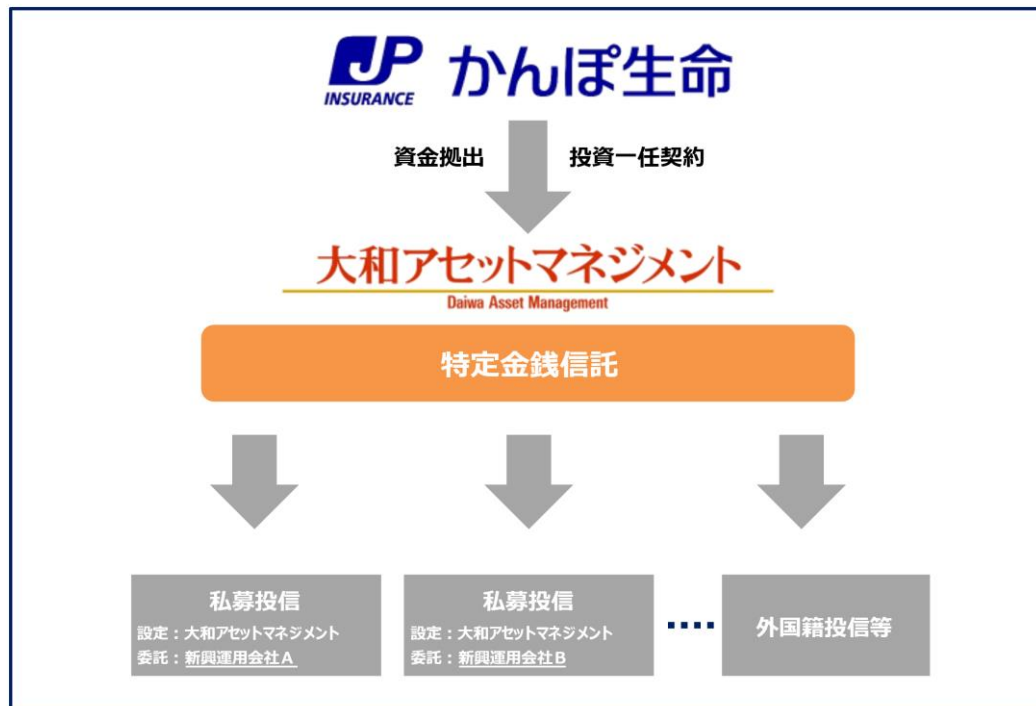 JP
INSURANCE
かんぽ生命
資金拠出
投資一任契約
大和アセットマネジメント
Daiwa Asset Management
特定金銭信託
私募投信
設定：大和アセットマネジメント
委託：新興運用会社A
私募投信
設定：大和アセットマネジメント
委託：新興運用会社B
外国籍投信等